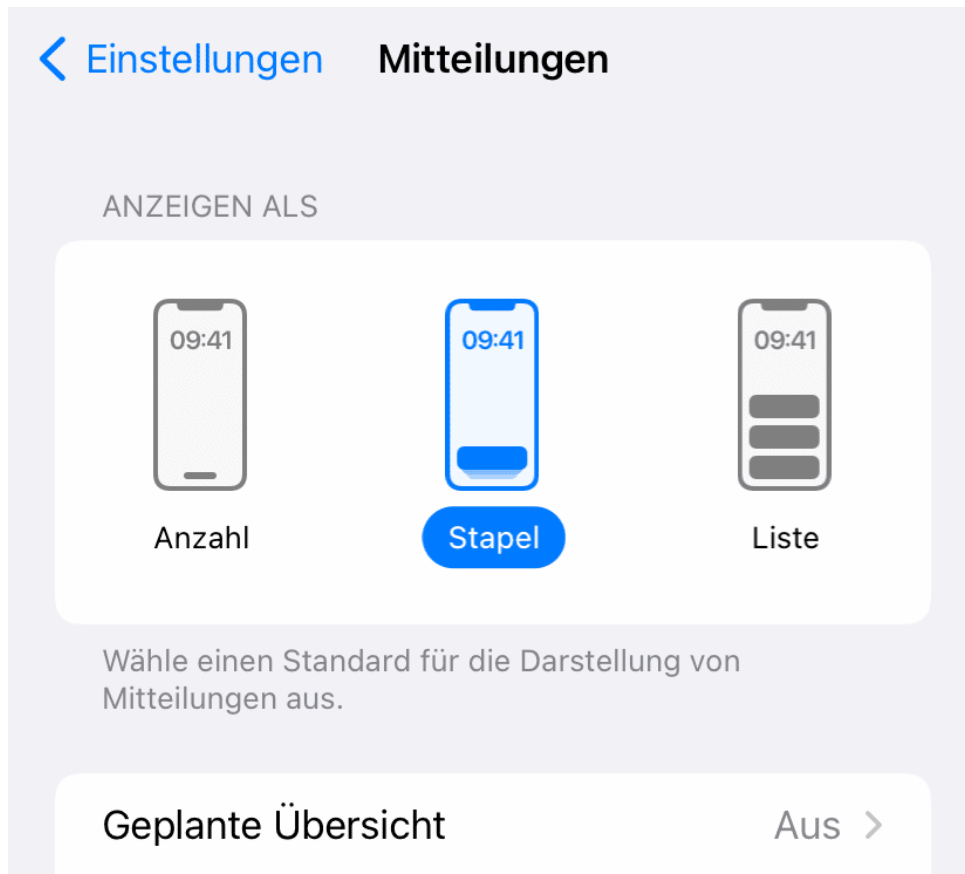 Einstellungen Mitteilungen
ANZEIGEN ALS
09:41 09:41 09:41
Anzahl Stapel Liste
Wähle einen Standard für die Darstellung von
Mitteilungen aus.
Geplante Übersicht Aus